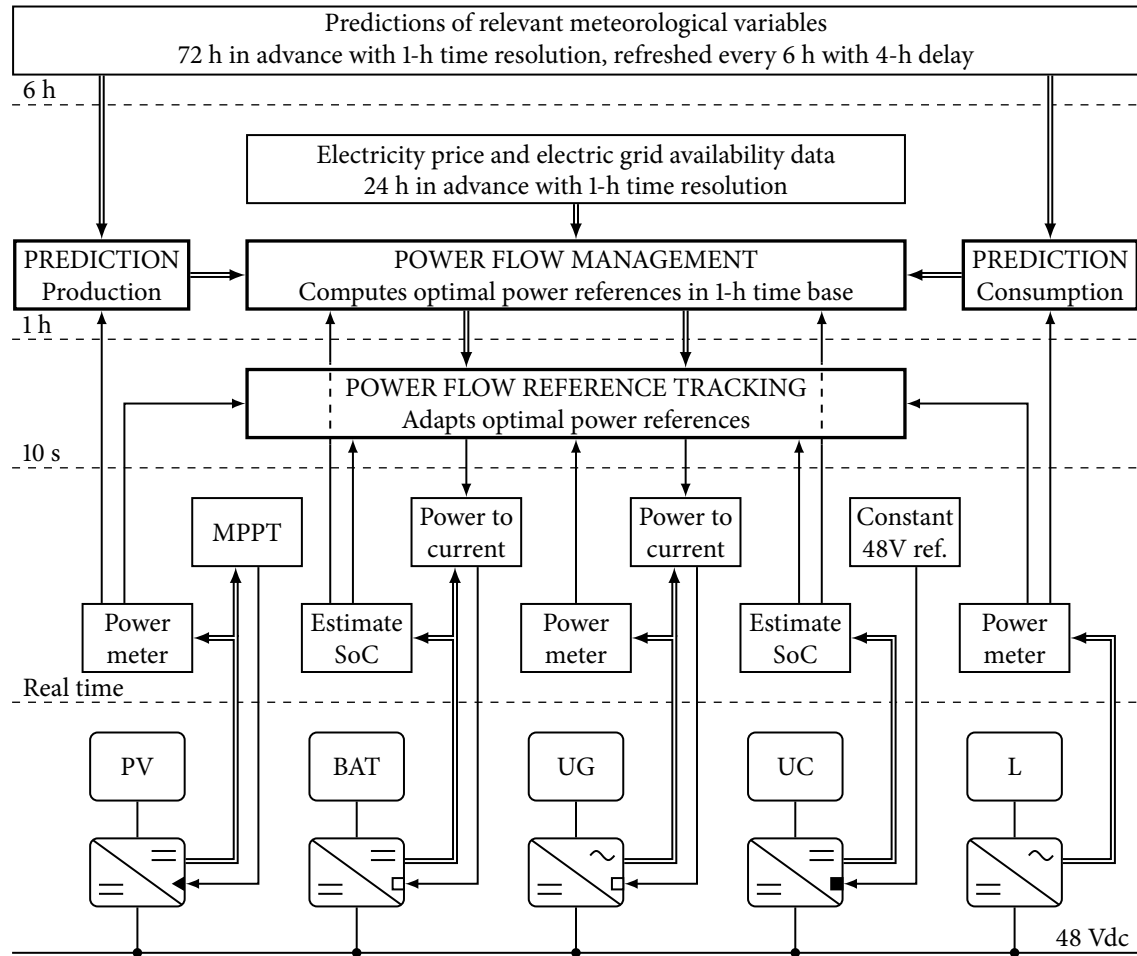 Predictions of relevant meteorological variables
72 h in advance with 1-h time resolution, refreshed every 6 h with 4-h delay
6 h
Electricity price and electric grid availability data
24 h in advance with 1-h time resolution
PREDICTION
Production
POWER FLOW MANAGEMENT
Computes optimal power references in 1-h time base
PREDICTION
Consumption
1 h
POWER FLOW REFERENCE TRACKING
Adapts optimal power references
10 s
MPPT
Power to
current
Power to
current
Constant
48V ref.
Power
meter
Estimate
SoC
Power
meter
Estimate
SoC
Power
meter
Real time
PV
BAT
UG
UC
L
48 Vdc